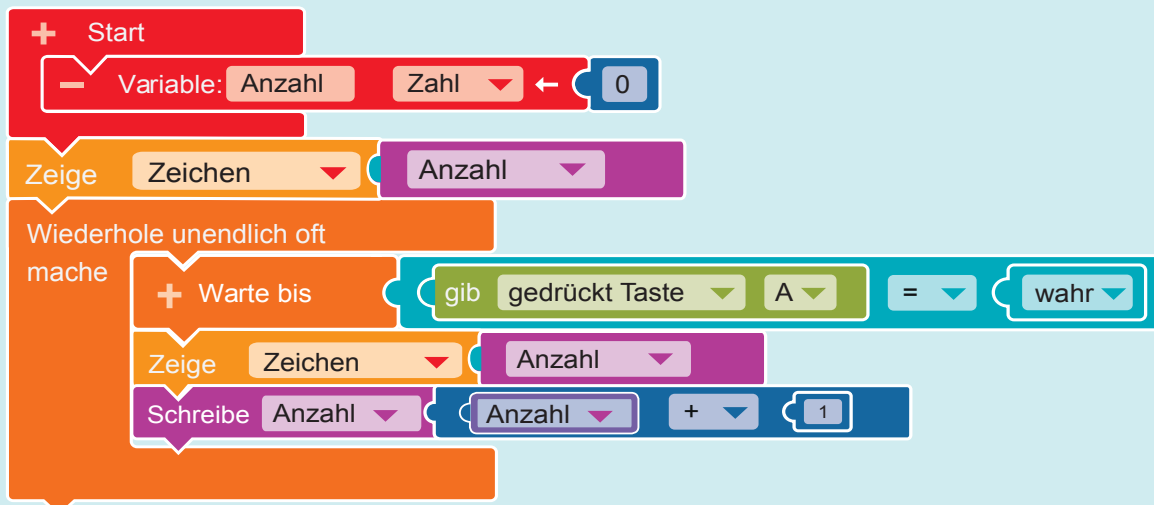 + Start
− Variable: Anzahl Zahl ← 0
Zeige Zeichen Anzahl
Wiederhole unendlich oft
mache
+ Warte bis gib gedrückt Taste A = wahr
Zeige Zeichen Anzahl
Schreibe Anzahl Anzahl + 1